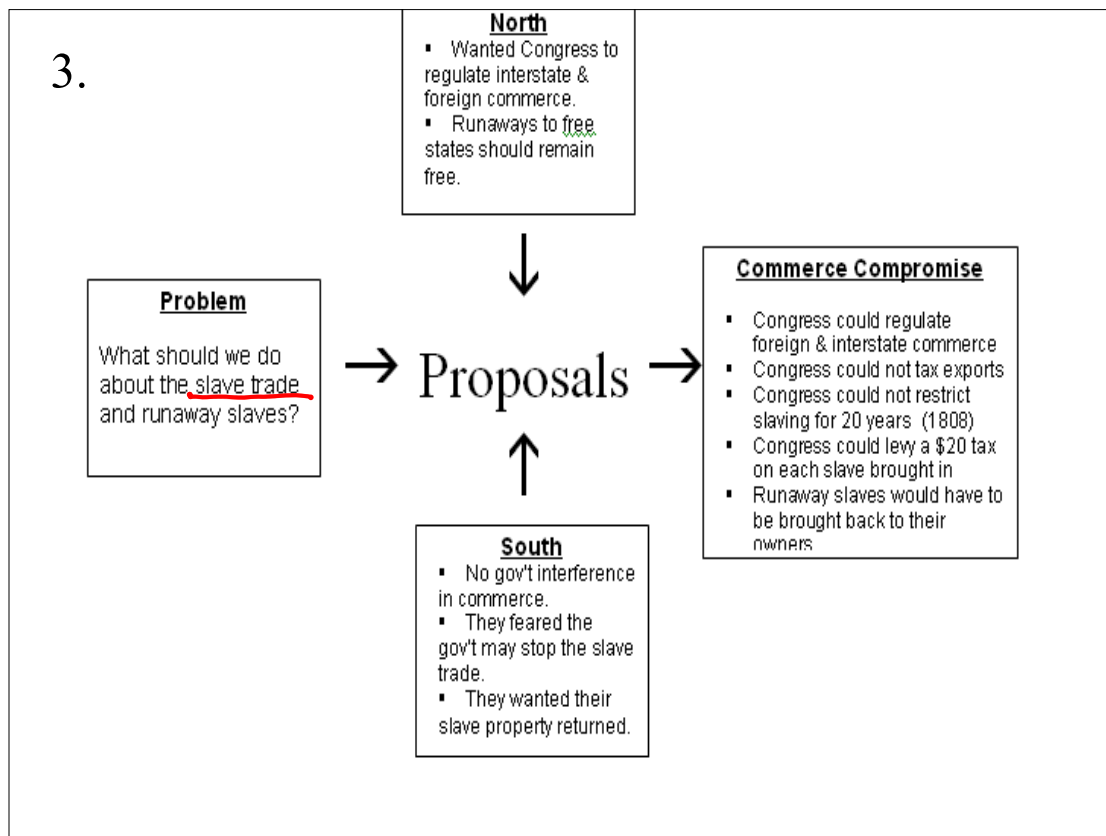 3.
North
▪ Wanted Congress to
regulate interstate &
foreign commerce.
▪ Runaways to free
states should remain
free.
Problem
What should we do
about the slave trade
and runaway slaves?
Proposals
South
▪ No gov't interference
in commerce.
▪ They feared the
gov't may stop the slave
trade.
▪ They wanted their
slave property returned.
Commerce Compromise
▪ Congress could regulate
foreign & interstate commerce
▪ Congress could not tax exports
▪ Congress could not restrict
slaving for 20 years (1808)
▪ Congress could levy a $20 tax
on each slave brought in
▪ Runaway slaves would have to
be brought back to their
owners